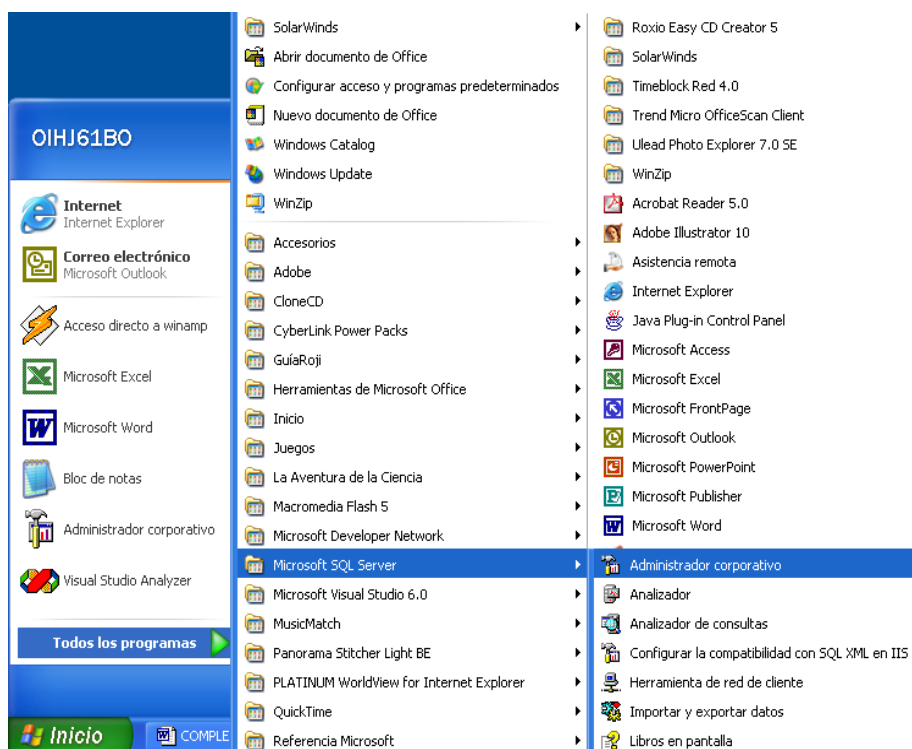 OIHJ61BO
Internet
Internet Explorer
Correo electrónico
Microsoft Outlook
Acceso directo a winamp
Microsoft Excel
Microsoft Word
Bloc de notas
Administrador corporativo
Visual Studio Analyzer
Todos los programas
Inicio
COMPLE
SolarWinds
Abrir documento de Office
Configurar acceso y programas predeterminados
Nuevo documento de Office
Windows Catalog
Windows Update
WinZip
Accesorios
Adobe
CloneCD
CyberLink Power Packs
GuíaRoji
Herramientas de Microsoft Office
Inicio
Juegos
La Aventura de la Ciencia
Macromedia Flash 5
Microsoft Developer Network
Microsoft SQL Server
Microsoft Visual Studio 6.0
MusicMatch
Panorama Stitcher Light BE
PLATINUM WorldView for Internet Explorer
QuickTime
Referencia Microsoft
Roxio Easy CD Creator 5
SolarWinds
Timeblock Red 4.0
Trend Micro OfficeScan Client
Ulead Photo Explorer 7.0 SE
WinZip
Acrobat Reader 5.0
Adobe Illustrator 10
Asistencia remota
Internet Explorer
Java Plug-in Control Panel
Microsoft Access
Microsoft Excel
Microsoft FrontPage
Microsoft Outlook
Microsoft PowerPoint
Microsoft Publisher
Microsoft Word
Administrador corporativo
Analizador
Analizador de consultas
Configurar la compatibilidad con SQL XML en IIS
Herramienta de red de cliente
Importar y exportar datos
Libros en pantalla